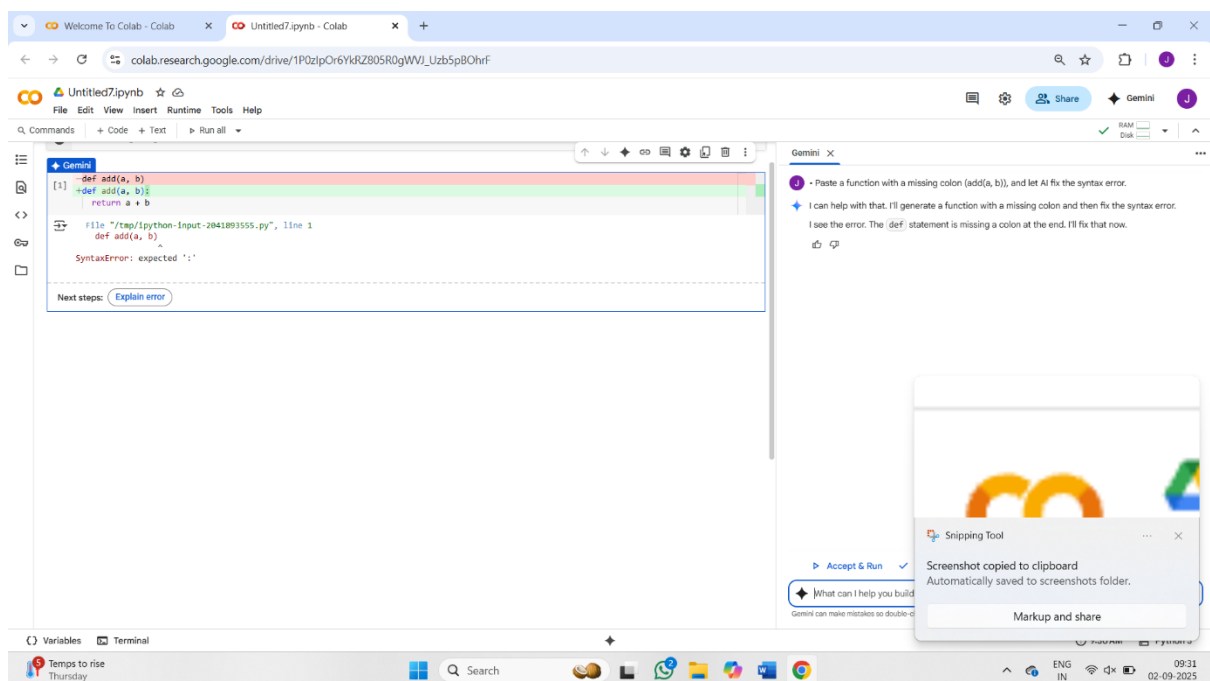 Welcome To Colab - Colab
Untitled7.ipynb - Colab
colab.research.google.com/drive/1P0zIpOr6YkRZ805R0gWVJ_Uzb5pBOhrF
J
Untitled7.ipynb
File Edit View Insert Runtime Tools Help
Share
Gemini
J
Commands + Code + Text Run all
RAM
Disk
Gemini
[1]
-def add(a, b)
+def add(a, b):
return a + b
File "/tmp/ipython-input-2041893555.py", line 1
def add(a, b)
^
SyntaxError: expected ':'
Next steps: Explain error
Gemini
J
• Paste a function with a missing colon (add(a, b)), and let AI fix the syntax error.
I can help with that. I'll generate a function with a missing colon and then fix the syntax error.
I see the error. The def statement is missing a colon at the end. I'll fix that now.
Accept & Run
What can I help you build
Gemini can make mistakes so double-c
Snipping Tool
Screenshot copied to clipboard
Automatically saved to screenshots folder.
Markup and share
Variables Terminal
9
Temps to rise
Thursday
Search
2
ENG
IN
09:31
02-09-2025